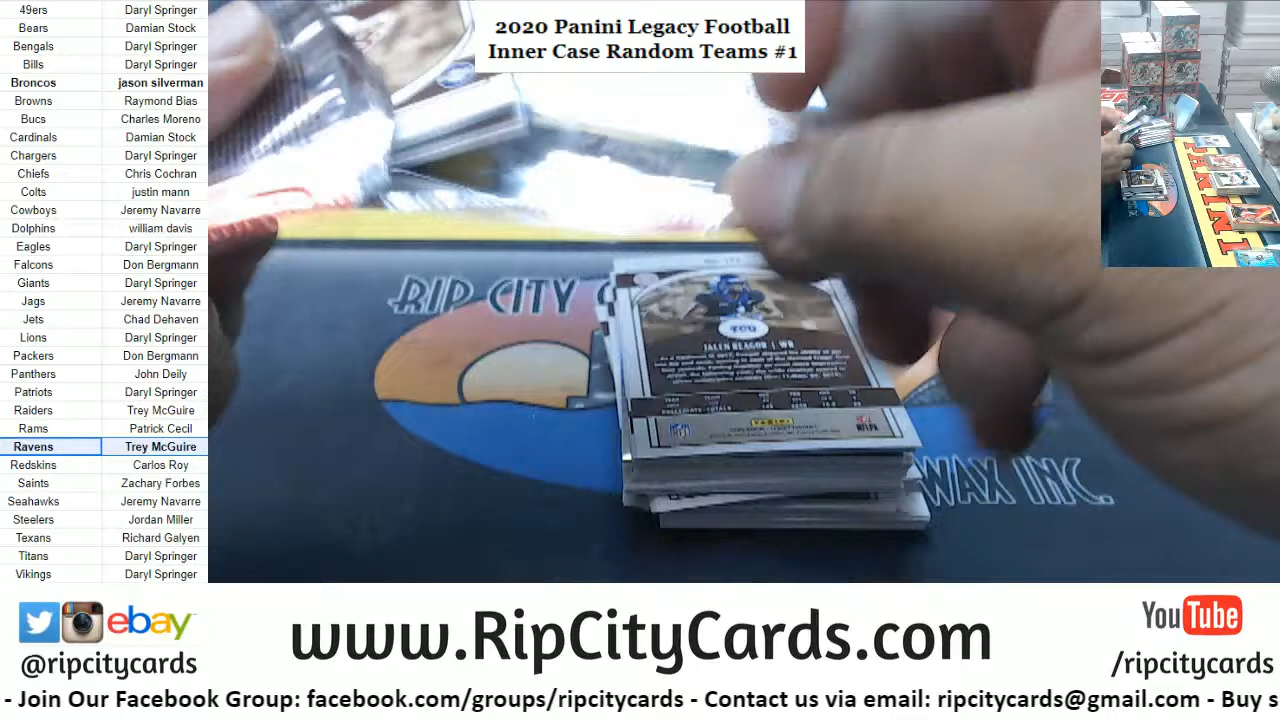 2020 Panini Legacy Football
Inner Case Random Teams #1
49ers Daryl Springer
Bears Damian Stock
Bengals Daryl Springer
Bills Daryl Springer
Broncos jason silverman
Browns Raymond Bias
Bucs Charles Moreno
Cardinals Damian Stock
Chargers Daryl Springer
Chiefs Chris Cochran
Colts justin mann
Cowboys Jeremy Navarre
Dolphins william davis
Eagles Daryl Springer
Falcons Don Bergmann
Giants Daryl Springer
Jags Jeremy Navarre
Jets Chad Dehaven
Lions Daryl Springer
Packers Don Bergmann
Panthers John Deily
Patriots Daryl Springer
Raiders Trey McGuire
Rams Patrick Cecil
Ravens Trey McGuire
Redskins Carlos Roy
Saints Zachary Forbes
Seahawks Jeremy Navarre
Steelers Jordan Miller
Texans Richard Galyen
Titans Daryl Springer
Vikings Daryl Springer
RIP CITY
WAX INC.
TCU
JALEN REAGOR | WR
PANINI
ebay
@ripcitycards
www.RipCityCards.com
YouTube
/ripcitycards
- Join Our Facebook Group: facebook.com/groups/ripcitycards - Contact us via email: ripcitycards@gmail.com - Buy s